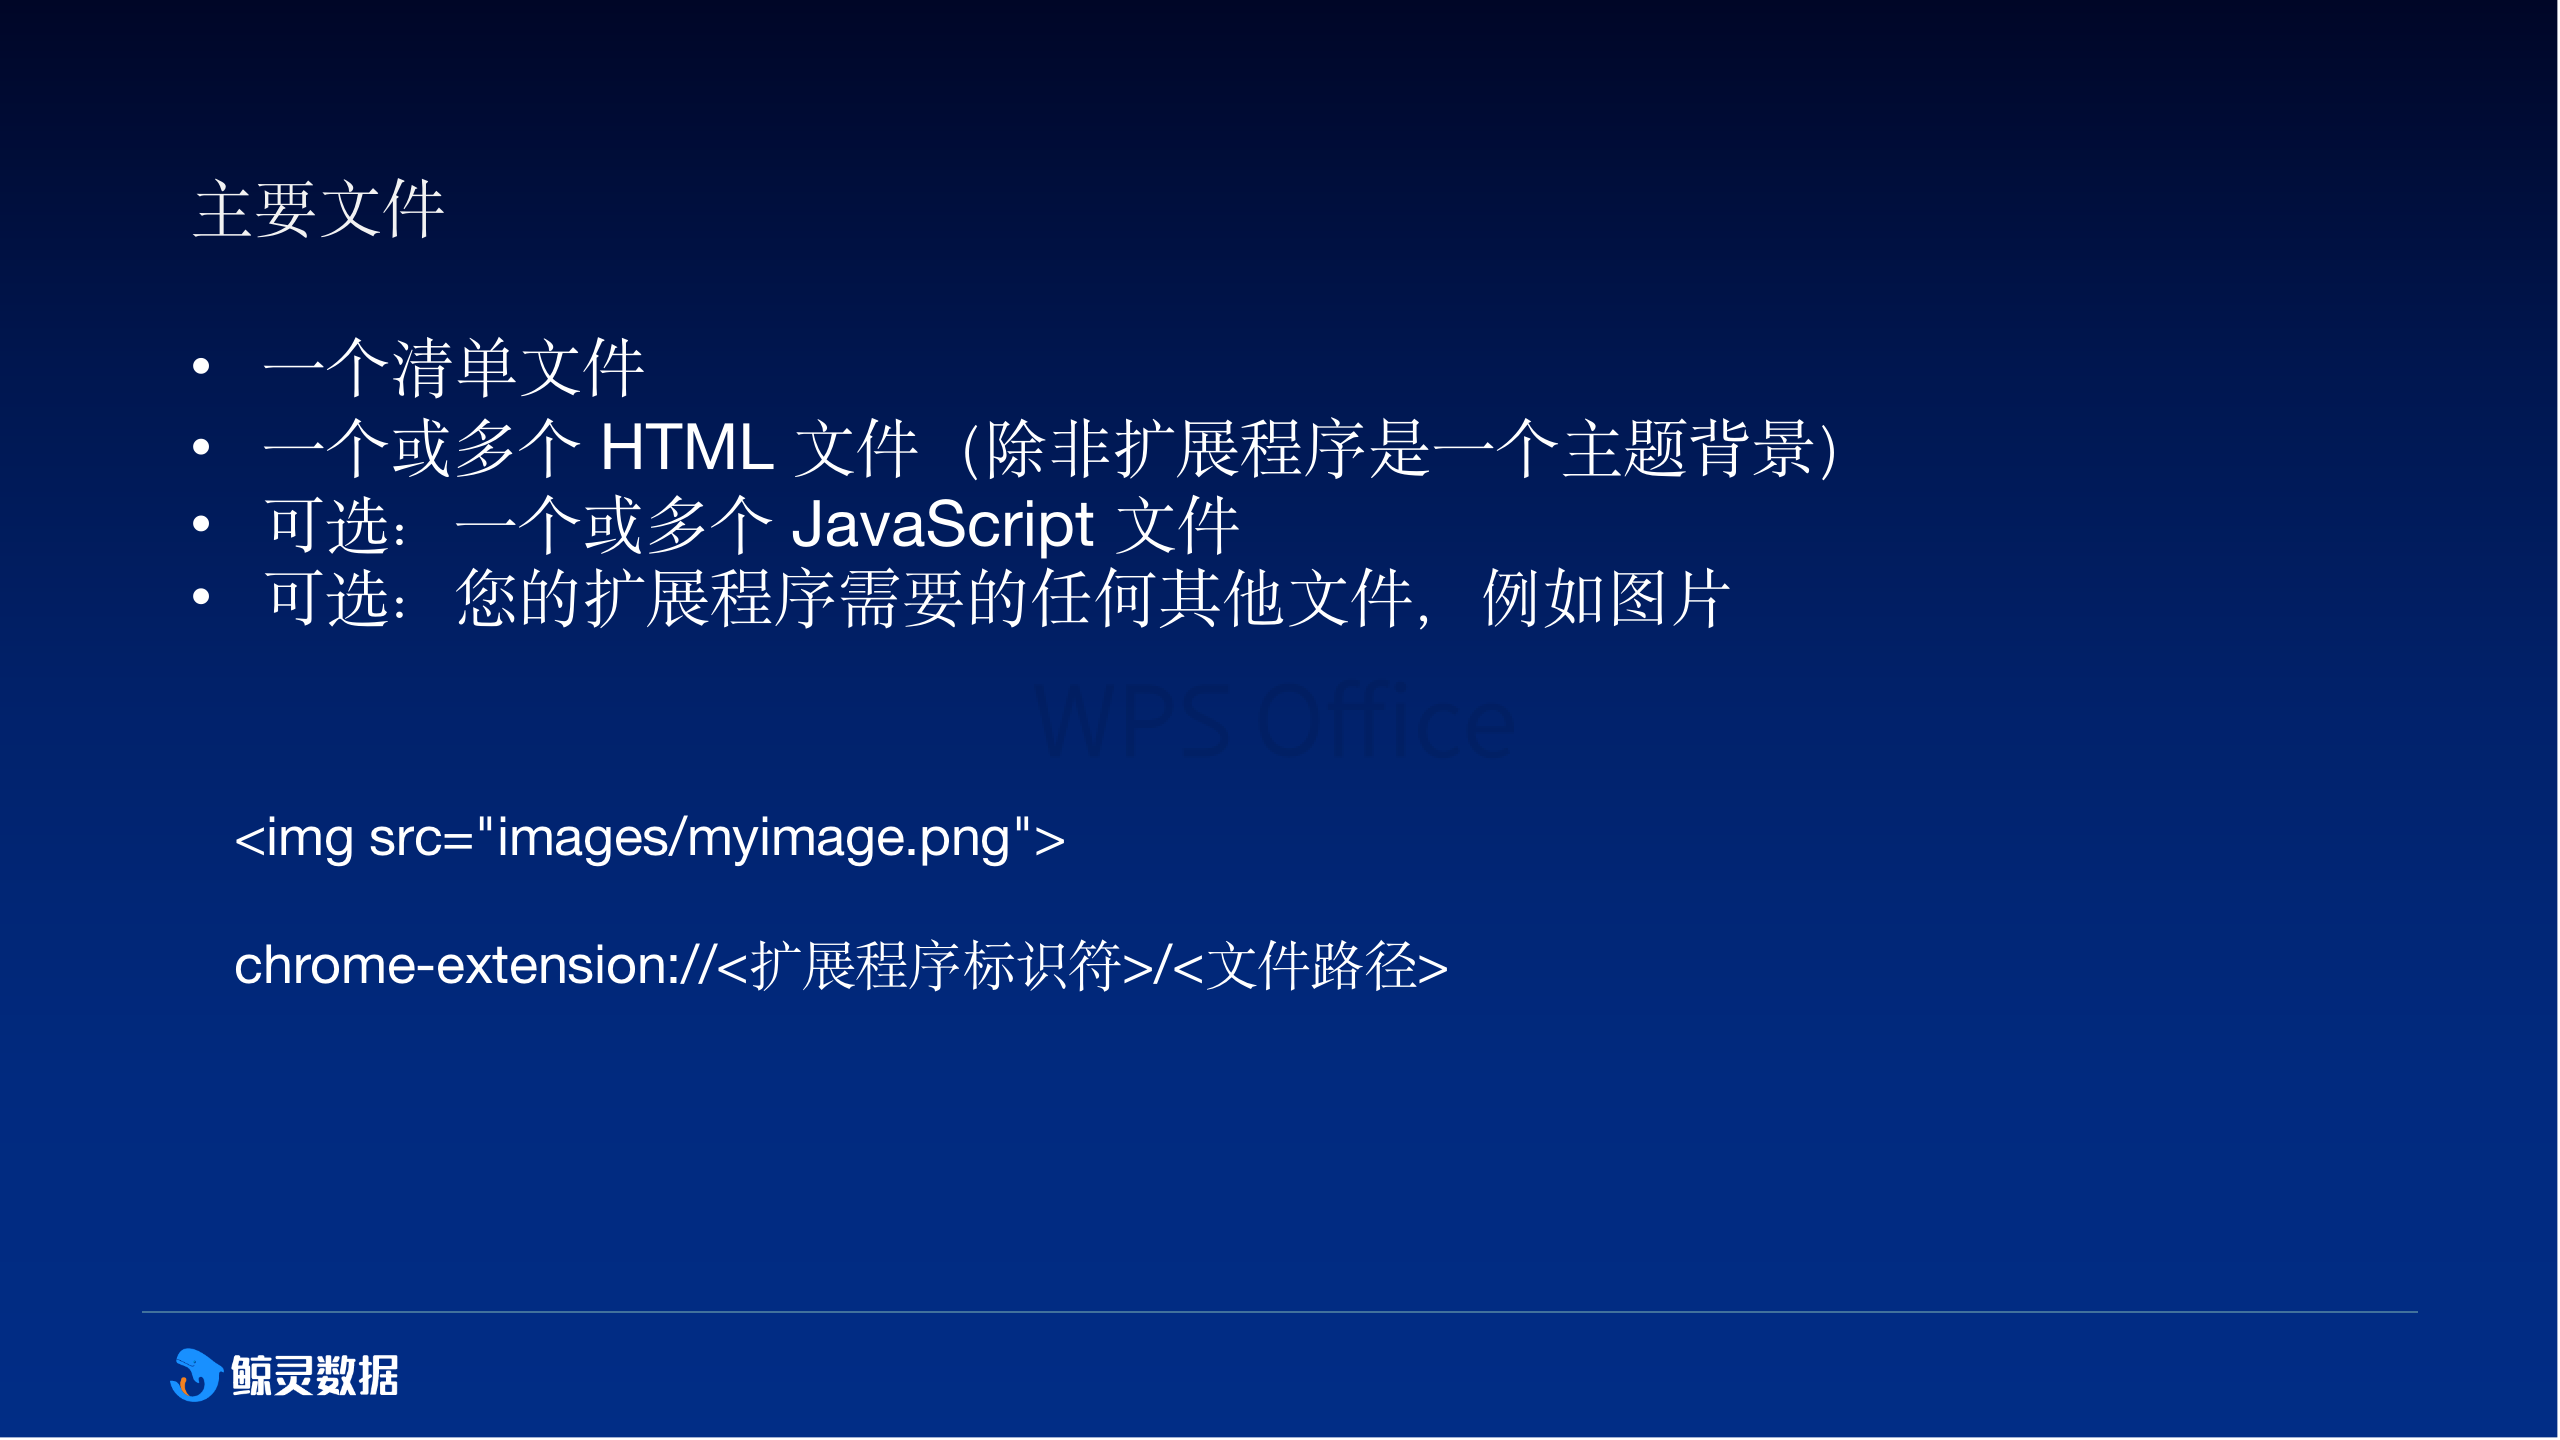 主要文件
• 一个清单文件
• 一个或多个 HTML 文件（除非扩展程序是一个主题背景）
• 可选：一个或多个 JavaScript 文件
• 可选：您的扩展程序需要的任何其他文件，例如图片
WPS Office
<img src="images/myimage.png">
chrome-extension://<扩展程序标识符>/<文件路径>
鲸灵数据